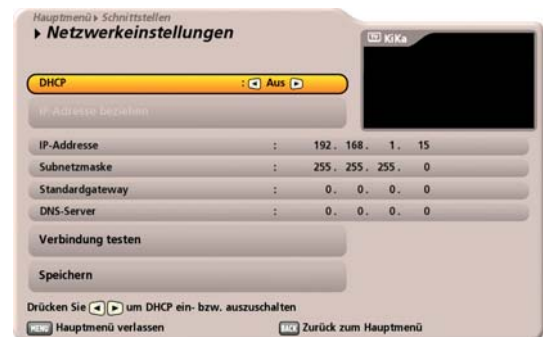 Hauptmenü › Schnittstellen
› Netzwerkeinstellungen
KiKa
DHCP : Aus
IP-Adresse beziehen
IP-Addresse : 192. 168. 1. 15
Subnetzmaske : 255. 255. 255. 0
Standardgateway : 0. 0. 0. 0
DNS-Server : 0. 0. 0. 0
Verbindung testen
Speichern
Drücken Sie um DHCP ein- bzw. auszuschalten
MENU Hauptmenü verlassen BACK Zurück zum Hauptmenü